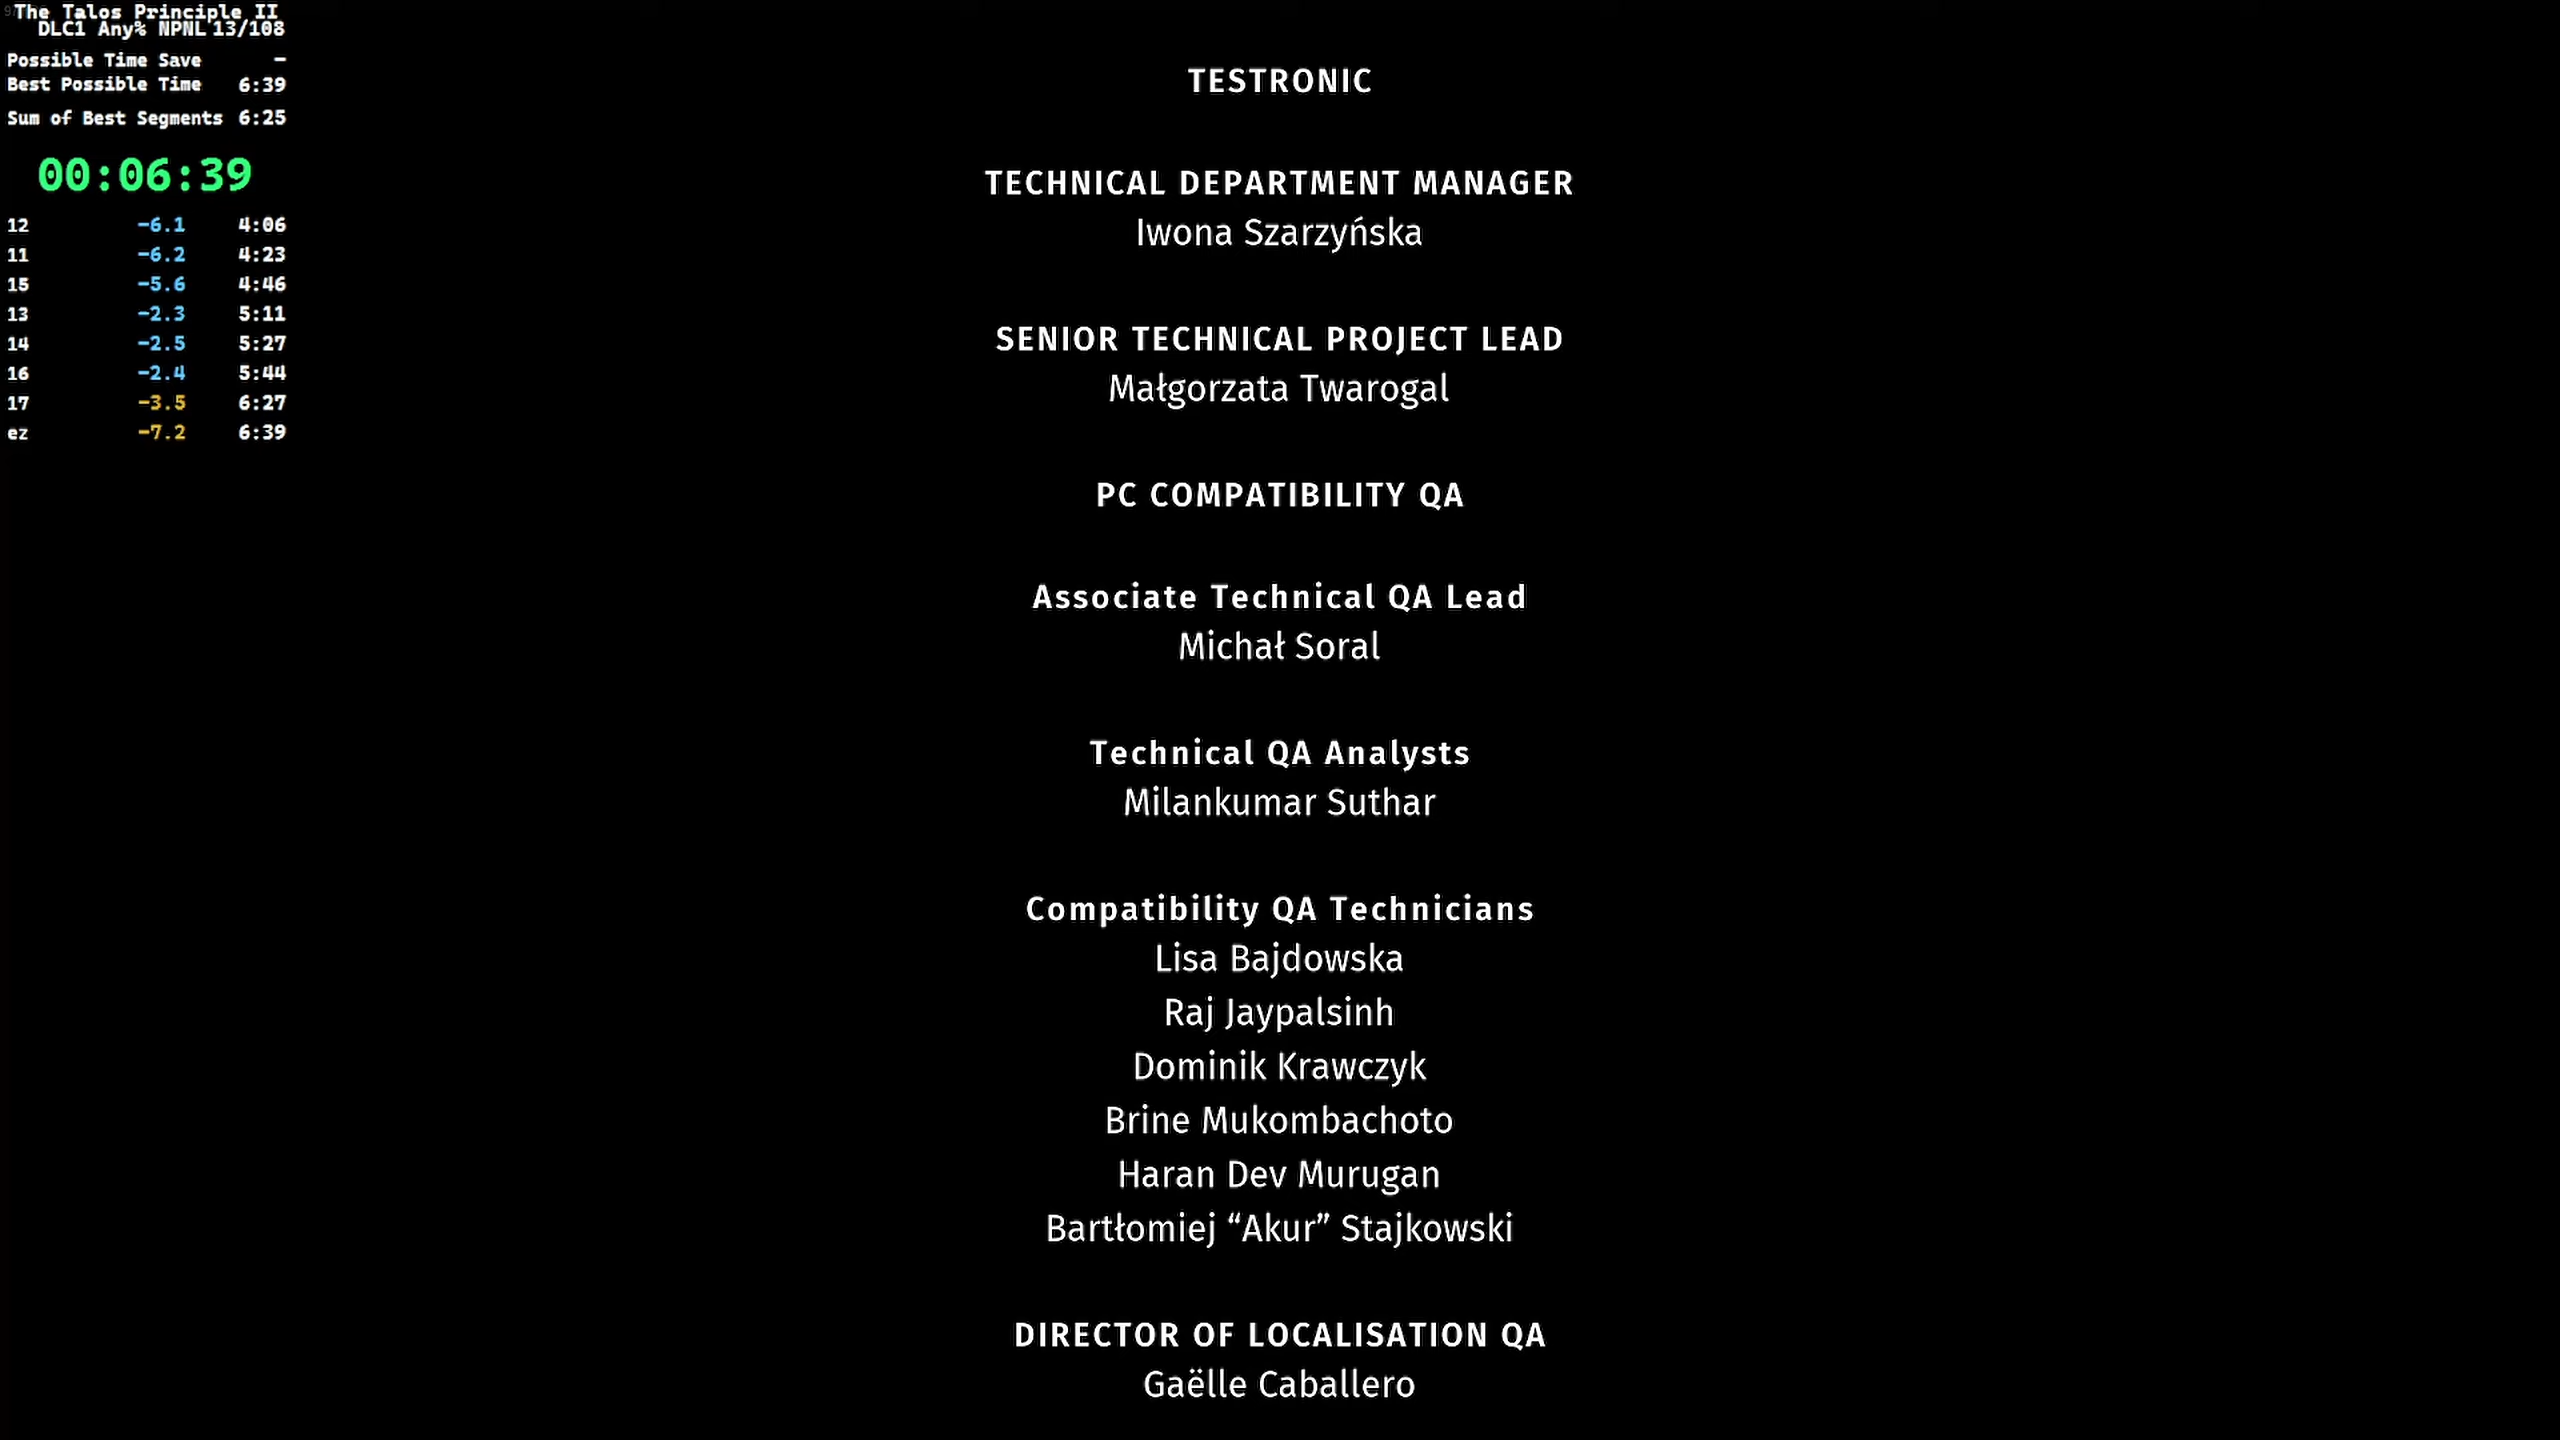 The Talos Principle II
DLC1 Any% NPNL 13/108
Possible Time Save –
Best Possible Time 6:39
Sum of Best Segments 6:25
00:06:39
12 −6.1 4:06
11 −6.2 4:23
15 −5.6 4:46
13 −2.3 5:11
14 −2.5 5:27
16 −2.4 5:44
17 −3.5 6:27
ez −7.2 6:39
TESTRONIC
TECHNICAL DEPARTMENT MANAGER
Iwona Szarzyńska
SENIOR TECHNICAL PROJECT LEAD
Małgorzata Twarogal
PC COMPATIBILITY QA
Associate Technical QA Lead
Michał Soral
Technical QA Analysts
Milankumar Suthar
Compatibility QA Technicians
Lisa Bajdowska
Raj Jaypalsinh
Dominik Krawczyk
Brine Mukombachoto
Haran Dev Murugan
Bartłomiej “Akur” Stajkowski
DIRECTOR OF LOCALISATION QA
Gaëlle Caballero